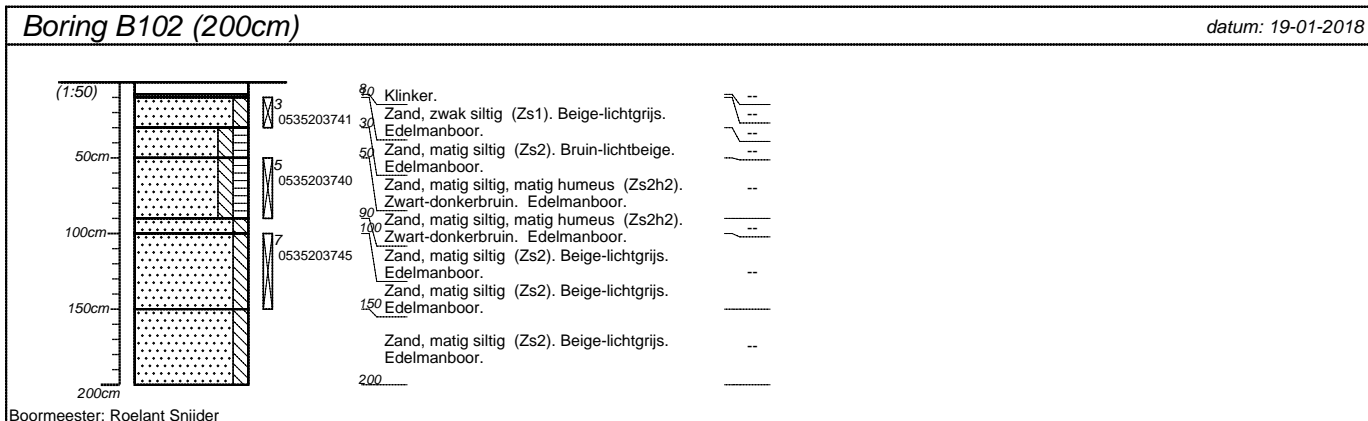 Boring B102 (200cm)
datum: 19-01-2018
(1:50)
50cm
100cm
150cm
200cm
3
0535203741
5
0535203740
7
0535203745
8
10
30
50
90
100
150
200
Klinker.
Zand, zwak siltig (Zs1). Beige-lichtgrijs.
Edelmanboor.
Zand, matig siltig (Zs2). Bruin-lichtbeige.
Edelmanboor.
Zand, matig siltig, matig humeus (Zs2h2).
Zwart-donkerbruin. Edelmanboor.
Zand, matig siltig, matig humeus (Zs2h2).
Zwart-donkerbruin. Edelmanboor.
Zand, matig siltig (Zs2). Beige-lichtgrijs.
Edelmanboor.
Zand, matig siltig (Zs2). Beige-lichtgrijs.
Edelmanboor.
Zand, matig siltig (Zs2). Beige-lichtgrijs.
Edelmanboor.
--
--
--
--
--
--
--
--
Boormeester: Roelant Snijder